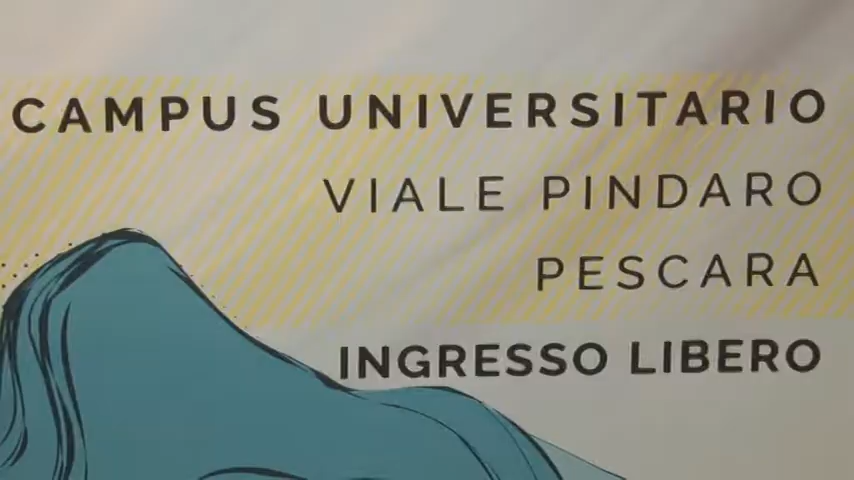 CAMPUS UNIVERSITARIO
VIALE PINDARO
PESCARA
INGRESSO LIBERO